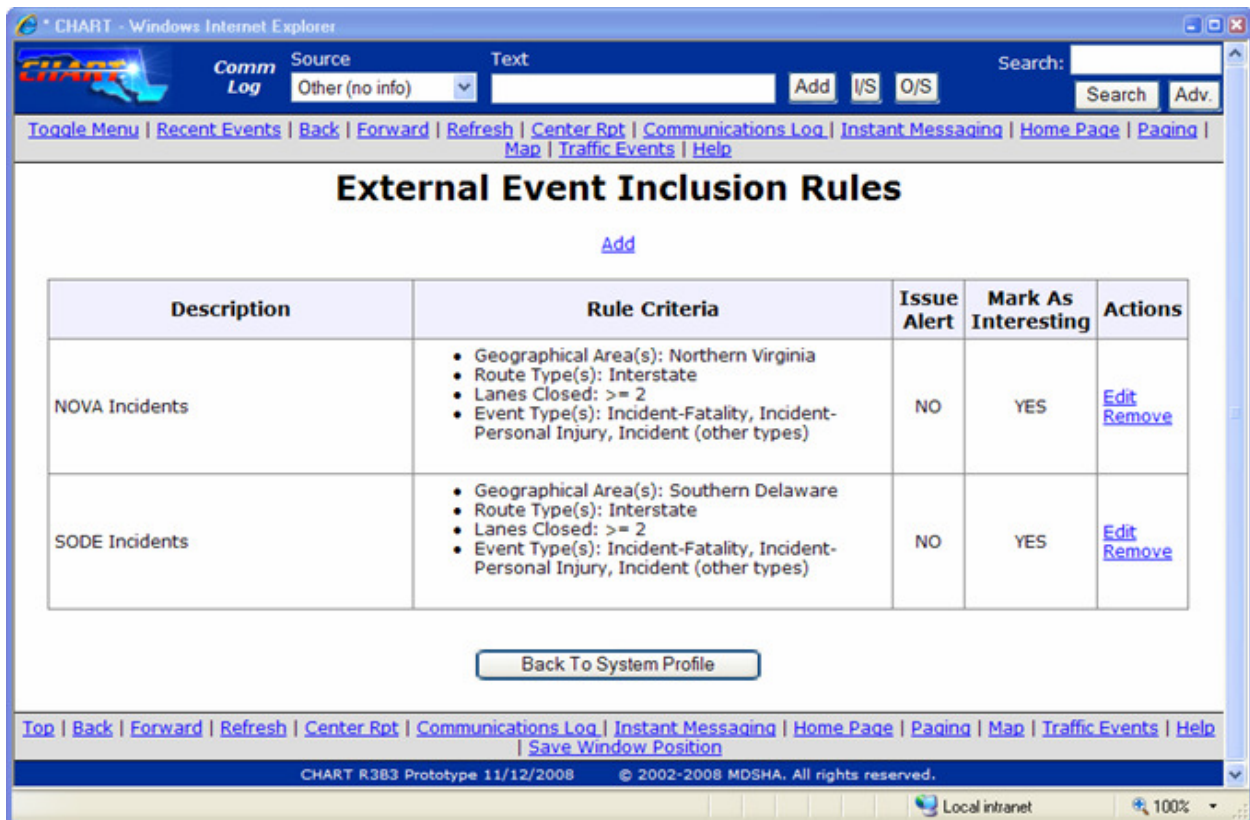 * CHART - Windows Internet Explorer
CHART
Comm Log
Source
Text
Search:
Other (no info)
Add
I/S
O/S
Search
Adv.
Toggle Menu | Recent Events | Back | Forward | Refresh | Center Rpt | Communications Log | Instant Messaging | Home Page | Paging |
Map | Traffic Events | Help
External Event Inclusion Rules
Add
Description
Rule Criteria
Issue Alert
Mark As Interesting
Actions
NOVA Incidents
• Geographical Area(s): Northern Virginia
• Route Type(s): Interstate
• Lanes Closed: >= 2
• Event Type(s): Incident-Fatality, Incident-
Personal Injury, Incident (other types)
NO
YES
Edit
Remove
SODE Incidents
• Geographical Area(s): Southern Delaware
• Route Type(s): Interstate
• Lanes Closed: >= 2
• Event Type(s): Incident-Fatality, Incident-
Personal Injury, Incident (other types)
NO
YES
Edit
Remove
Back To System Profile
Top | Back | Forward | Refresh | Center Rpt | Communications Log | Instant Messaging | Home Page | Paging | Map | Traffic Events | Help
| Save Window Position
CHART R3B3 Prototype 11/12/2008 © 2002-2008 MDSHA. All rights reserved.
Local intranet
100%